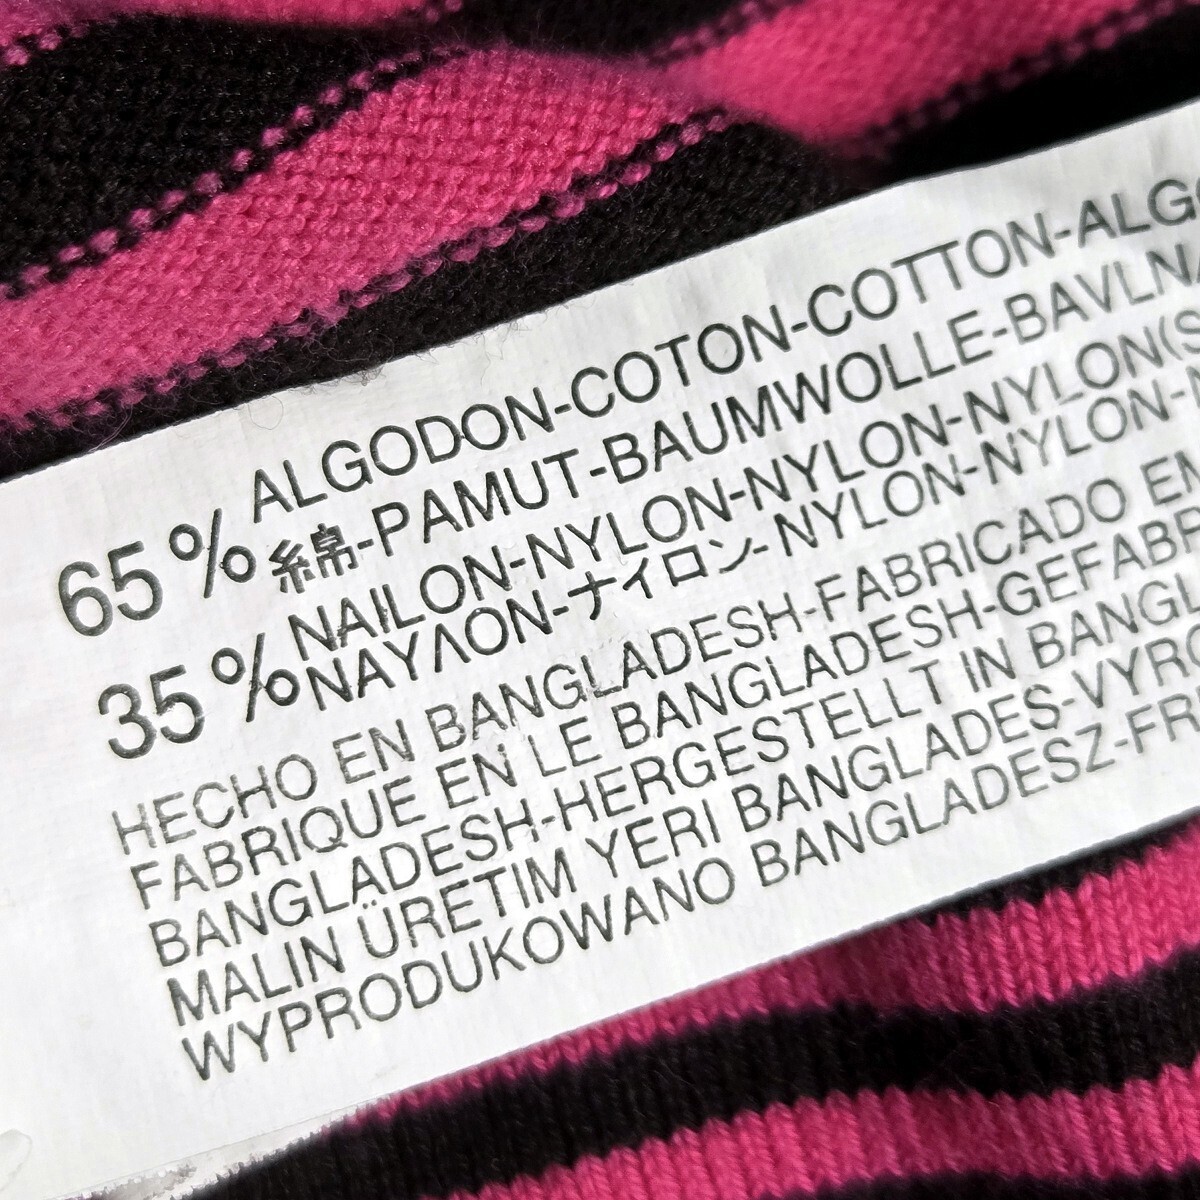 65% ALGODON-COTON-COTTON-ALGO
綿-PAMUT-BAUMWOLLE-BAVLNA
35% NAILON-NYLON-NYLON-NYLON-NYLON(S
ΝΑΥΛΟΝ-ナイロン-NYLON-NYLON-N
HECHO EN BANGLADESH-FABRICADO EM
FABRIQUE EN LE BANGLADESH-GEFABR
BANGLADESH-HERGESTELLT IN BANGL
MALIN ÜRETIM YERI BANGLADES-VYRO
WYPRODUKOWANO BANGLADESZ-FR